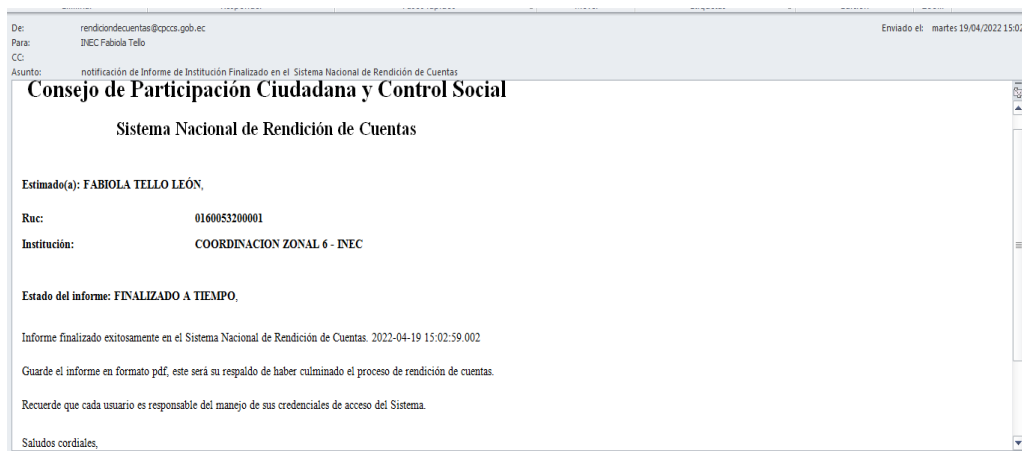 De: rendiciondecuentas@cpccs.gob.ec Enviado el: martes 19/04/2022 15:02
Para: INEC Fabiola Tello
CC:
Asunto: notificación de Informe de Institución Finalizado en el Sistema Nacional de Rendición de Cuentas
Consejo de Participación Ciudadana y Control Social
Sistema Nacional de Rendición de Cuentas
Estimado(a): FABIOLA TELLO LEÓN,
Ruc: 0160053200001
Institución: COORDINACION ZONAL 6 - INEC
Estado del informe: FINALIZADO A TIEMPO,
Informe finalizado exitosamente en el Sistema Nacional de Rendición de Cuentas. 2022-04-19 15:02:59.002
Guarde el informe en formato pdf, este será su respaldo de haber culminado el proceso de rendición de cuentas.
Recuerde que cada usuario es responsable del manejo de sus credenciales de acceso del Sistema.
Saludos cordiales,